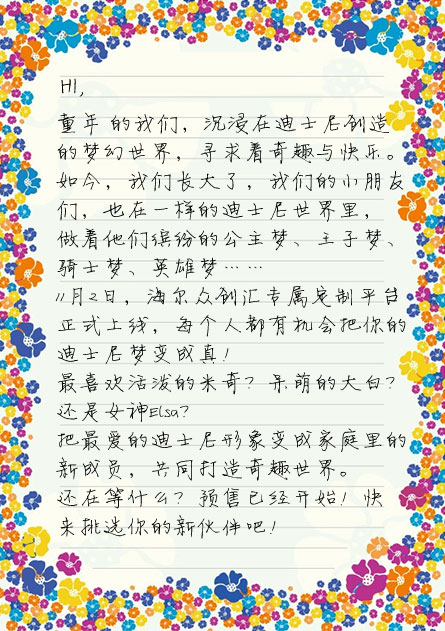 HI,
童年的我们，沉浸在迪士尼创造
的梦幻世界，寻求着奇趣与快乐。
如今，我们长大了，我们的小朋友
们，也在一样的迪士尼世界里，
做着他们缤纷的公主梦、王子梦、
骑士梦、英雄梦……
11月2日，海尔众创汇专属定制平台
正式上线，每个人都有机会把你的
迪士尼梦变成真！
最喜欢活泼的米奇？呆萌的大白？
还是女神Elsa？
把最爱的迪士尼形象变成家庭里的
新成员，共同打造奇趣世界。
还在等什么？预售已经开始！快
来挑选你的新伙伴吧！